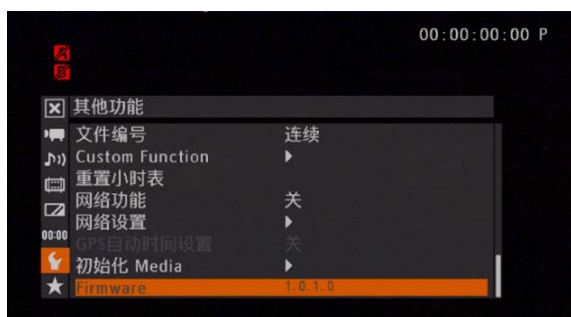 00:00:00:00 P
A
B
其他功能
文件编号 连续
Custom Function
重置小时表
网络功能 关
网络设置
00:00
GPS自动时间设置 关
初始化 Media
Firmware 1.0.1.0